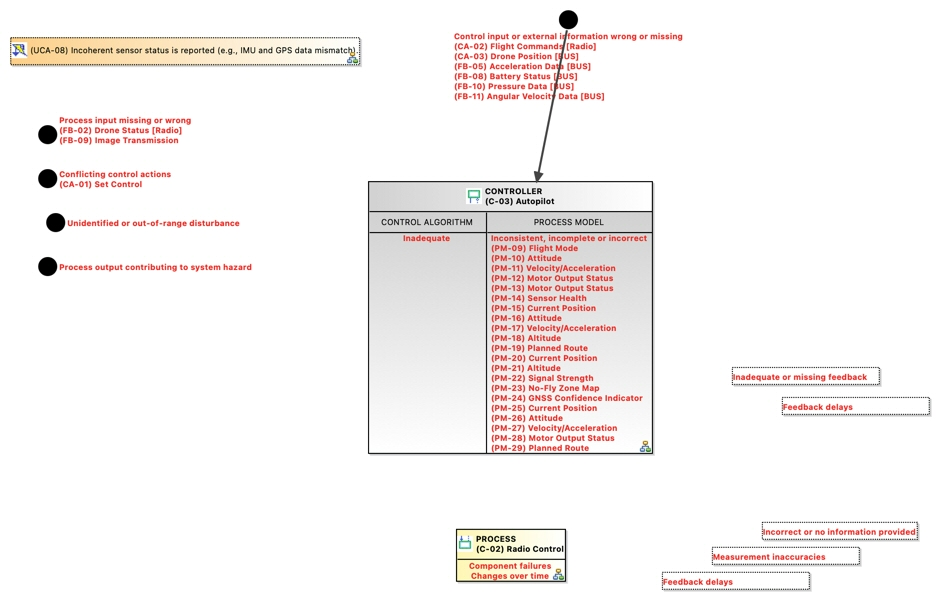 (UCA-08) Incoherent sensor status is reported (e.g., IMU and GPS data mismatch)
Control input or external information wrong or missing
(CA-02) Flight Commands [Radio]
(CA-03) Drone Position [BUS]
(FB-05) Acceleration Data [BUS]
(FB-08) Battery Status [BUS]
(FB-10) Pressure Data [BUS]
(FB-11) Angular Velocity Data [BUS]
Process input missing or wrong
(FB-02) Drone Status [Radio]
(FB-09) Image Transmission
Conflicting control actions
(CA-01) Set Control
Unidentified or out-of-range disturbance
Process output contributing to system hazard
CONTROLLER
(C-03) Autopilot
CONTROL ALGORITHM
PROCESS MODEL
Inadequate
Inconsistent, incomplete or incorrect
(PM-09) Flight Mode
(PM-10) Attitude
(PM-11) Velocity/Acceleration
(PM-12) Motor Output Status
(PM-13) Motor Output Status
(PM-14) Sensor Health
(PM-15) Current Position
(PM-16) Attitude
(PM-17) Velocity/Acceleration
(PM-18) Altitude
(PM-19) Planned Route
(PM-20) Current Position
(PM-21) Altitude
(PM-22) Signal Strength
(PM-23) No-Fly Zone Map
(PM-24) GNSS Confidence Indicator
(PM-25) Current Position
(PM-26) Attitude
(PM-27) Velocity/Acceleration
(PM-28) Motor Output Status
(PM-29) Planned Route
Inadequate or missing feedback
Feedback delays
PROCESS
(C-02) Radio Control
Component failures
Changes over time
Incorrect or no information provided
Measurement inaccuracies
Feedback delays